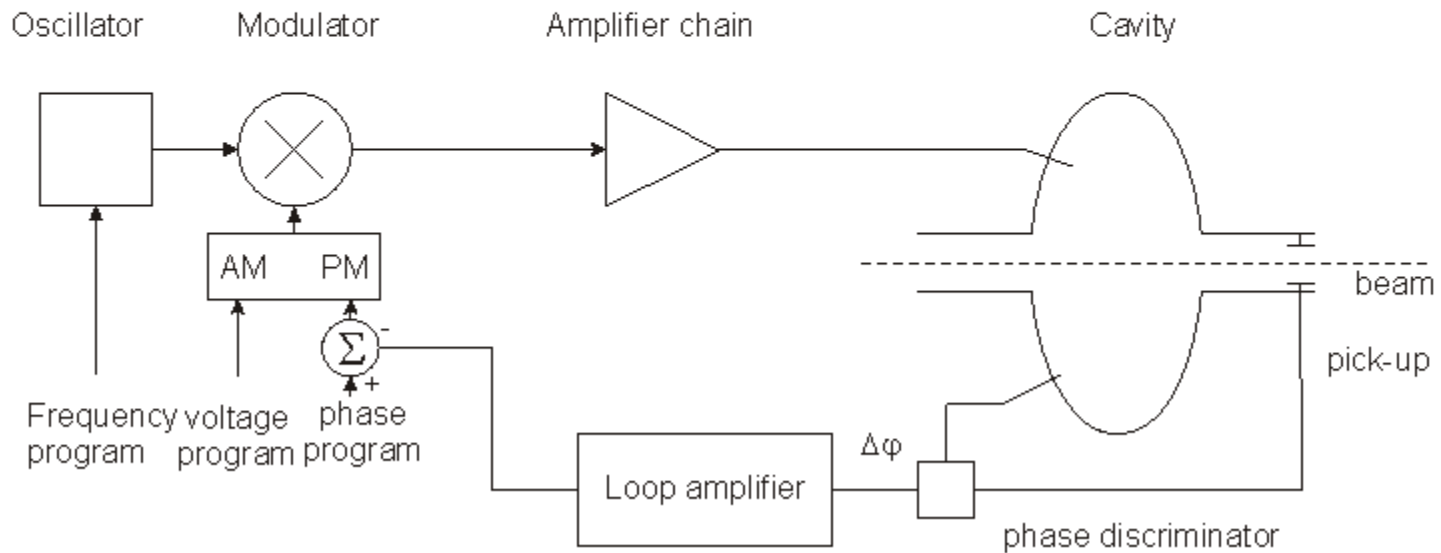 Oscillator Modulator Amplifier chain Cavity
AM PM
beam
Σ
-
+
pick-up
Frequency
program
voltage
program
phase
program
Δφ
Loop amplifier
phase discriminator